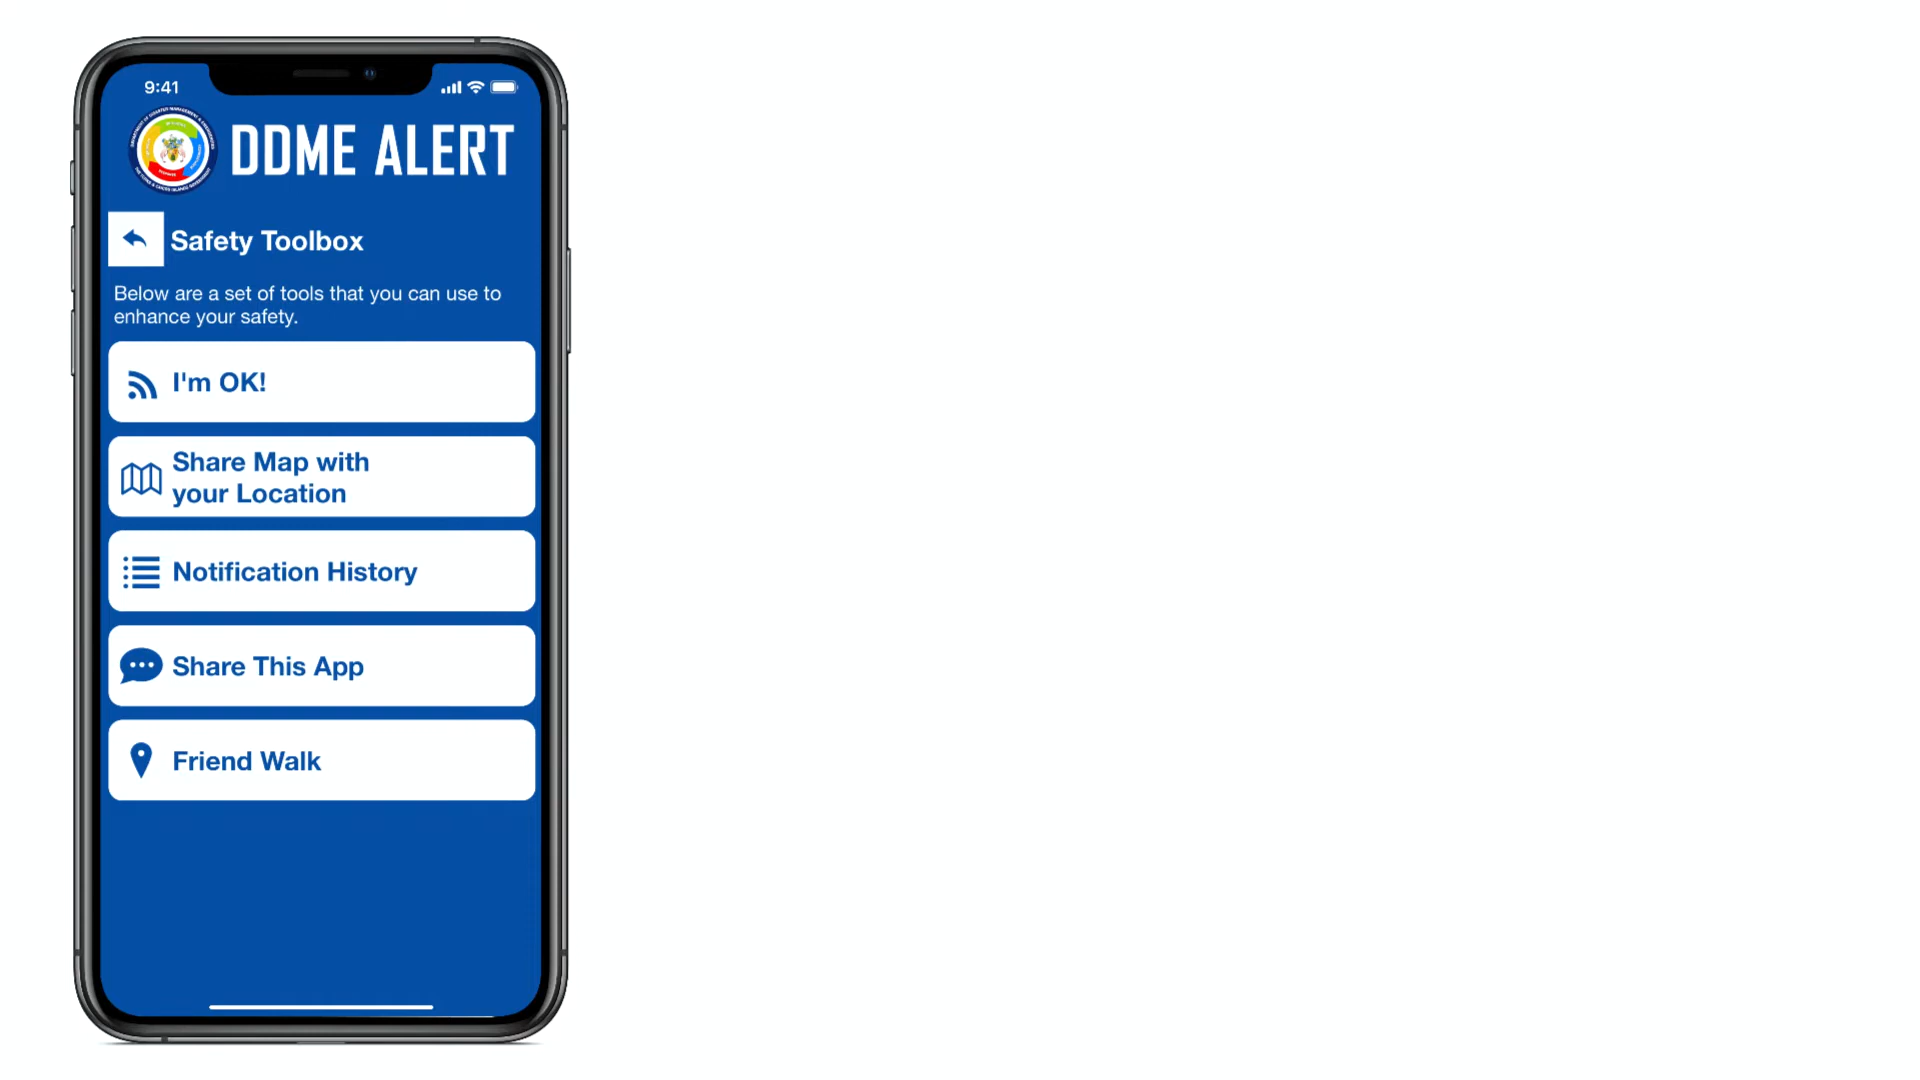 9:41
DDME ALERT
Safety Toolbox
Below are a set of tools that you can use to
enhance your safety.
I'm OK!
Share Map with
your Location
Notification History
Share This App
Friend Walk